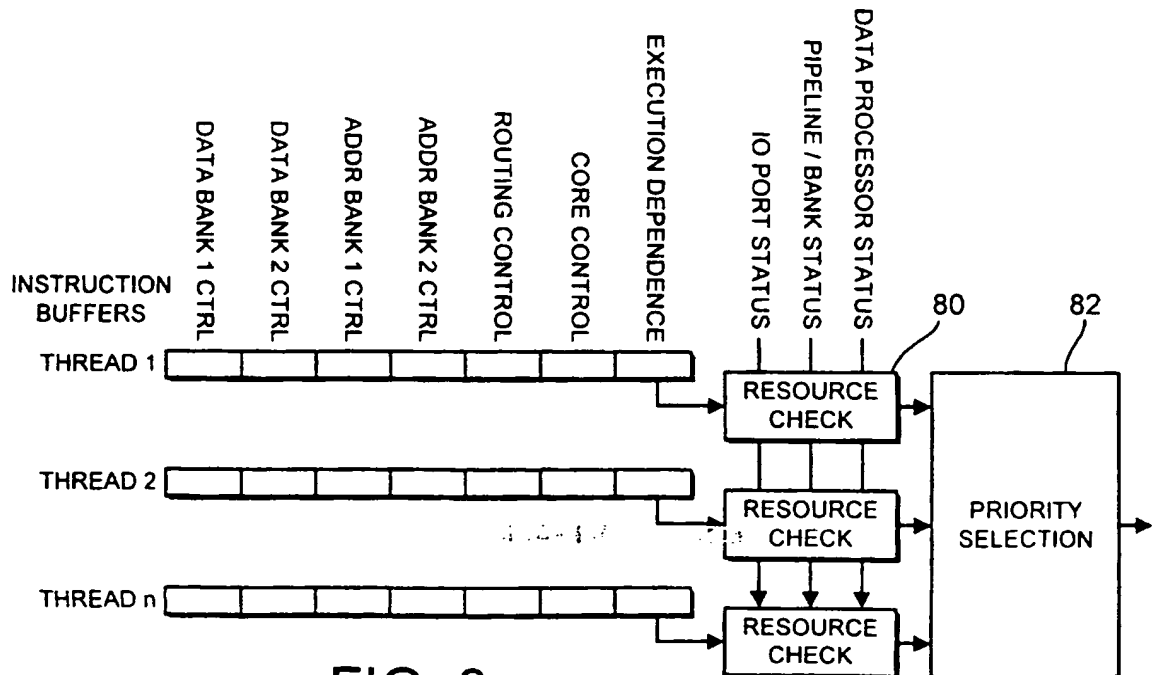 DATA BANK 1 CTRL
DATA BANK 2 CTRL
ADDR BANK 1 CTRL
ADDR BANK 2 CTRL
ROUTING CONTROL
CORE CONTROL
EXECUTION DEPENDENCE
IO PORT STATUS
PIPELINE / BANK STATUS
DATA PROCESSOR STATUS
INSTRUCTION
BUFFERS
80
82
THREAD 1
RESOURCE
CHECK
THREAD 2
RESOURCE
CHECK
PRIORITY
SELECTION
THREAD n
RESOURCE
CHECK